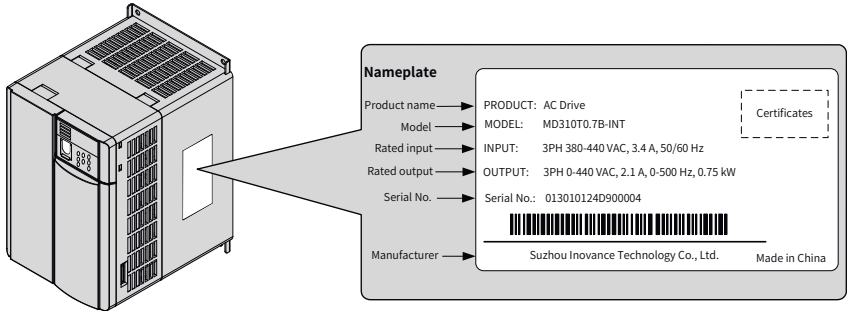 Nameplate
Product name
Model
Rated input
Rated output
Serial No.
Manufacturer
PRODUCT: AC Drive
MODEL: MD310T0.7B-INT
INPUT: 3PH 380-440 VAC, 3.4 A, 50/60 Hz
OUTPUT: 3PH 0-440 VAC, 2.1 A, 0-500 Hz, 0.75 kW
Serial No.: 013010124D900004
Certificates
Suzhou Inovance Technology Co., Ltd.
Made in China